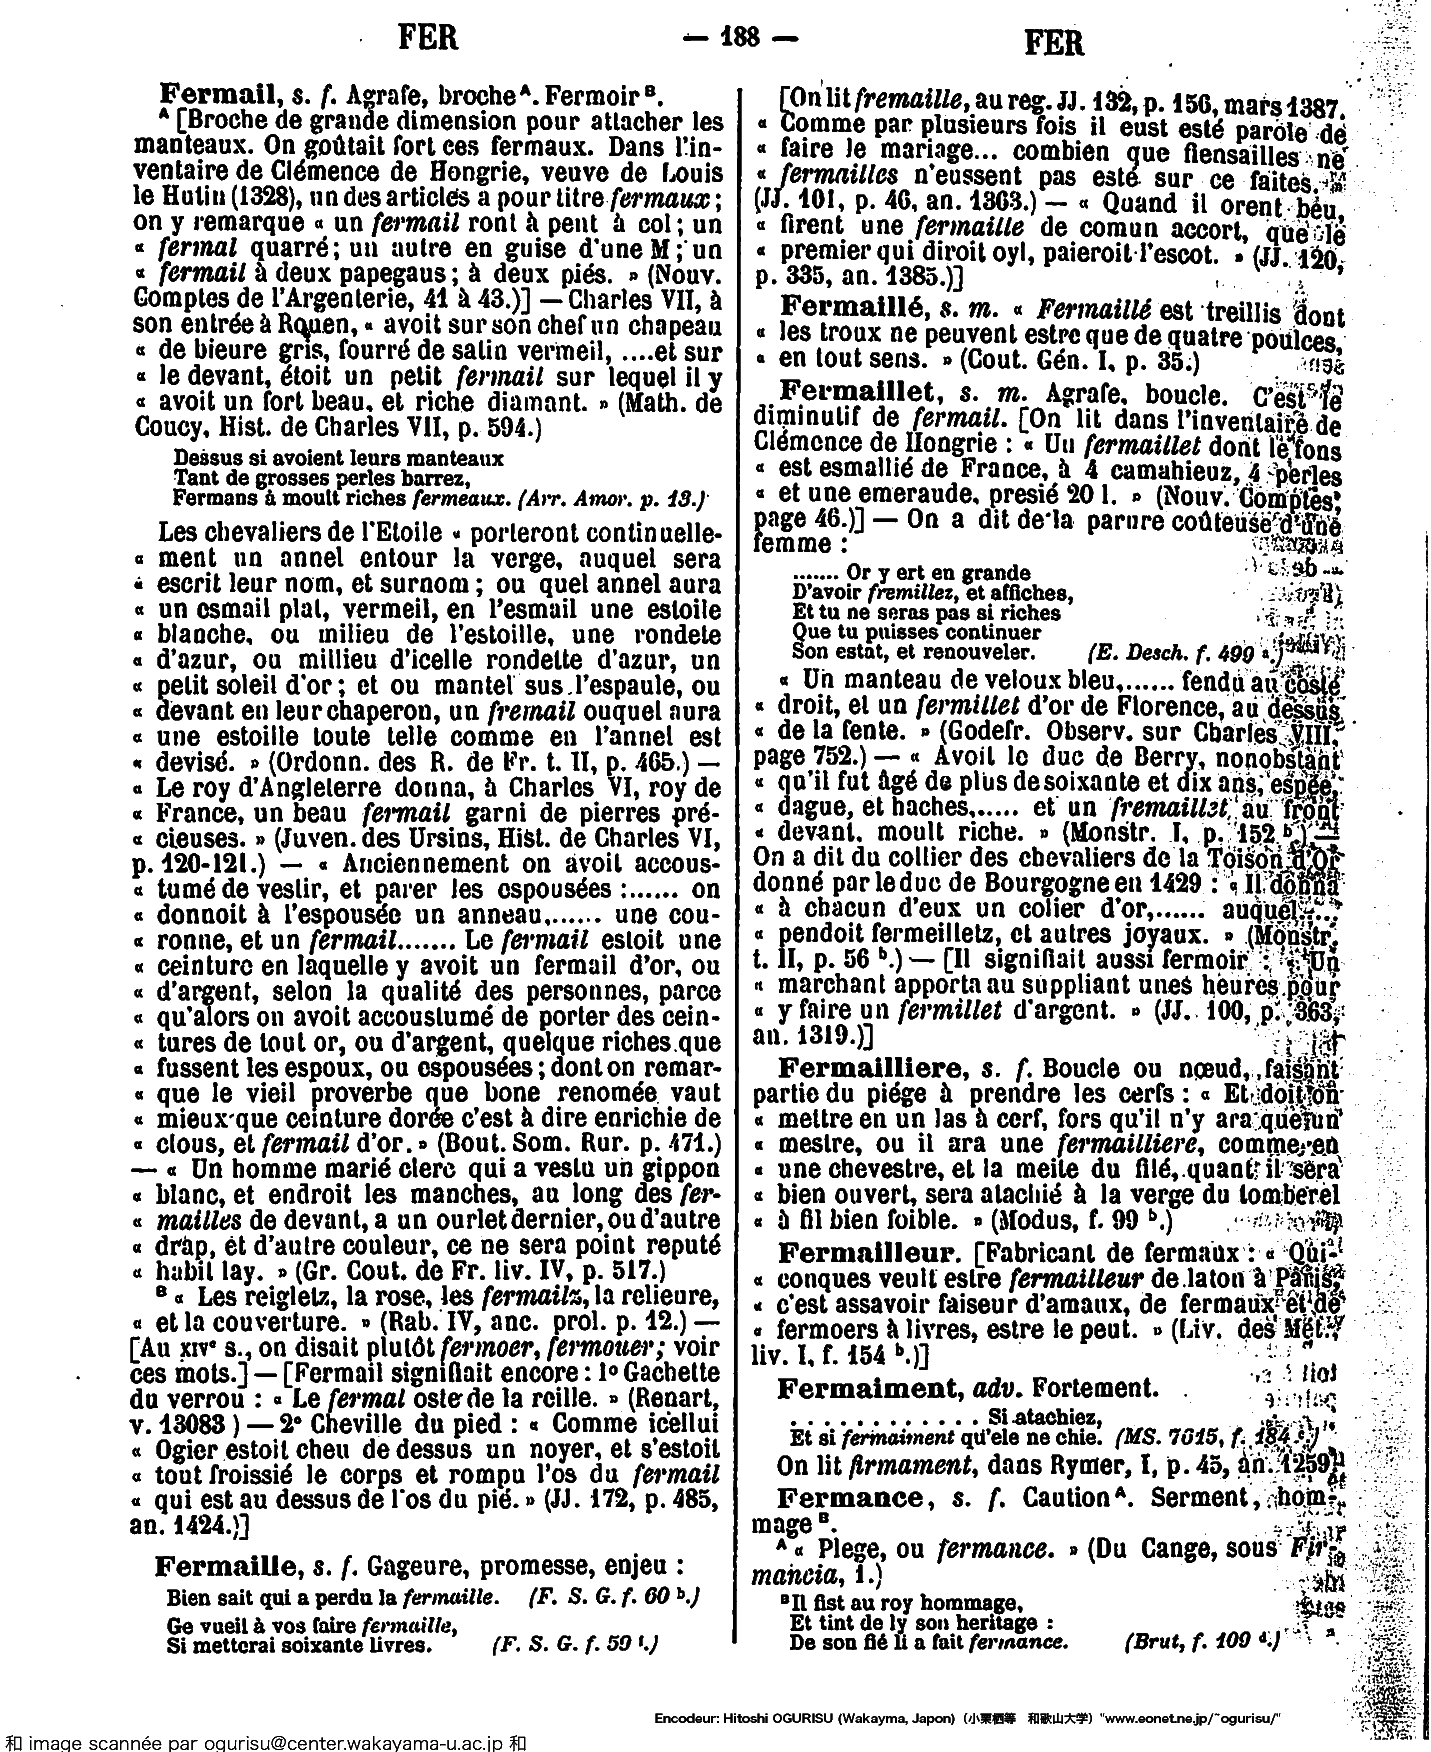 FER
— 188 —
FER
Fermail, s. f. Agrafe, broche ᴬ. Fermoir ᴮ.
ᴬ [Broche de grande dimension pour attacher les
manteaux. On goûtait fort ces fermaux. Dans l'in-
ventaire de Clémence de Hongrie, veuve de Louis
le Hutin (1328), un des articles a pour titre fermaux ;
on y remarque « un fermail ront à pent à col ; un
« fermal quarré ; un autre en guise d'une M ; un
« fermail à deux papegaus ; à deux piés. » (Nouv.
Comptes de l'Argenterie, 41 à 43.)] — Charles VII, à
son entrée à Rouen, « avoit sur son chef un chapeau
« de bieure gris, fourré de satin vermeil, ....et sur
« le devant, étoit un petit fermail sur lequel il y
« avoit un fort beau, et riche diamant. » (Math. de
Coucy, Hist. de Charles VII, p. 594.)
Dessus si avoient leurs manteaux
Tant de grosses perles barrez,
Fermans à moult riches fermeaux. (Arr. Amor. p. 13.)
Les chevaliers de l'Etoile « porteront continuelle-
« ment un annel entour la verge, auquel sera
« escrit leur nom, et surnom ; ou quel annel aura
« un esmail plat, vermeil, en l'esmail une estoile
« blanche, ou milieu de l'estoille, une rondete
« d'azur, ou millieu d'icelle rondette d'azur, un
« petit soleil d'or ; et ou mantel sus l'espaule, ou
« devant en leur chaperon, un fremail ouquel aura
« une estoille toute telle comme en l'annel est
« devisé. » (Ordonn. des R. de Fr. t. II, p. 465.) —
« Le roy d'Angleterre donna, à Charles VI, roy de
« France, un beau fermail garni de pierres pré-
« cieuses. » (Juven. des Ursins, Hist. de Charles VI,
p. 120-121.) — « Anciennement on avoit accous-
« tumé de vestir, et parer les espousées :...... on
« donnoit à l'espousée un anneau,...... une cou-
« ronne, et un fermail....... Le fermail estoit une
« ceinture en laquelle y avoit un fermail d'or, ou
« d'argent, selon la qualité des personnes, parce
« qu'alors on avoit accoustumé de porter des cein-
« tures de tout or, ou d'argent, quelque riches que
« fussent les espoux, ou espousées ; dont on remar-
« que le vieil proverbe que bone renomée vaut
« mieux que ceinture dorée c'est à dire enrichie de
« clous, et fermail d'or. » (Bout. Som. Rur. p. 471.)
— « Un homme marié clerc qui a vestu un gippon
« blanc, et endroit les manches, au long des fer-
« mailles de devant, a un ourlet dernier, ou d'autre
« drap, et d'autre couleur, ce ne sera point reputé
« habit lay. » (Gr. Cout. de Fr. liv. IV, p. 517.)
ᴮ « Les reigletz, la rose, les fermailz, la relieure,
« et la couverture. » (Rab. IV, anc. prol. p. 12.) —
[Au XIVᵉ s., on disait plutôt fermoer, fermouer ; voir
ces mots.] — [Fermail signifiait encore : 1º Gachette
du verrou : « Le fermal oste de la reille. » (Renart,
v. 13083 ) — 2º Cheville du pied : « Comme icellui
« Ogier estoit cheu de dessus un noyer, et s'estoit
« tout froissié le corps et rompu l'os du fermail
« qui est au dessus de l'os du pié. » (JJ. 172, p. 485,
an. 1424.)]
Fermaille, s. f. Gageure, promesse, enjeu :
Bien sait qui a perdu la fermaille. (F. S. G. f. 60 ᵇ.)
Ge vueil à vos faire fermaille,
Si metterai soixante livres. (F. S. G. f. 59 ᶠ.)
[On lit fremaille, au reg. JJ. 132, p. 156, mars 1387.
« Comme par plusieurs fois il eust esté parole de
« faire le mariage... combien que fiensailles ne
« fermailles n'eussent pas esté sur ce faites.
(JJ. 101, p. 46, an. 1363.) — « Quand il orent béu,
« firent une fermaille de comun accort, que le
« premier qui diroit oyl, paieroit l'escot. » (JJ. 120,
p. 335, an. 1385.)]
Fermaillé, s. m. « Fermaillé est treillis dont
« les troux ne peuvent estre que de quatre poulces,
« en tout sens. » (Cout. Gén. I, p. 35.)
Fermaillet, s. m. Agrafe, boucle. C'est le
diminutif de fermail. [On lit dans l'inventaire de
Clémence de Hongrie : « Un fermaillet dont le fons
« est esmallié de France, à 4 camahieuz, 4 perles
« et une emeraude, presié 20 l. » (Nouv. Comptes,
page 46.)] — On a dit de la parure coûteuse d'une
femme :
....... Or y ert en grande
D'avoir fremillez, et affiches,
Et tu ne seras pas si riches
Que tu puisses continuer
Son estat, et renouveler. (E. Desch. f. 499 ᵃ.)
« Un manteau de veloux bleu,...... fendu au costé
« droit, et un fermillet d'or de Florence, au dessus
« de la fente. » (Godefr. Observ. sur Charles VIII
page 752.) — « Avoit le duc de Berry, nonobstant
« qu'il fut âgé de plus de soixante et dix ans, espée,
« dague, et haches,..... et un fremaillet au front
« devant, moult riche. » (Monstr. I, p. 152 ᵇ.) —
On a dit du collier des chevaliers de la Toison d'Or
donné par le duc de Bourgogne en 1429 : « Il donna
« à chacun d'eux un colier d'or,...... auquel.....
« pendoit fermeilletz, et autres joyaux. » (Monstr.
t. II, p. 56 ᵇ.) — [Il signifiait aussi fermoir : « Un
« marchant apporta au suppliant unes heures pour
« y faire un fermillet d'argent. » (JJ. 100, p. 363,
an. 1319.)]
Fermailliere, s. f. Boucle ou nœud, faisant
partie du piége à prendre les cerfs : « Et doit on
« mettre en un las à cerf, fors qu'il n'y ara que un
« mestre, ou il ara une fermailliere, comme en
« une chevestre, et la meite du filé, quant il sera
« bien ouvert, sera atachié à la verge du tomberel
« à fil bien foible. » (Modus, f. 99 ᵇ.)
Fermailleur. [Fabricant de fermaux : « Qui-
« conques veult estre fermailleur de laton à Paris,
« c'est assavoir faiseur d'amaux, de fermaux et de
« fermoers à livres, estre le peut. » (Liv. des Mét.,
liv. I, f. 154 ᵇ.)]
Fermaiment, adv. Fortement.
. . . . . . . . . . . . Si atachiez,
Et si fermaiment qu'ele ne chie. (MS. 7615, f. 184 ᶜ.)
On lit firmament, dans Rymer, I, p. 45, an. 1259.
Fermance, s. f. Caution ᴬ. Serment, hom-
mage ᴮ.
ᴬ « Plege, ou fermance. » (Du Cange, sous Fir-
mancia, 1.)
ᴮ Il fist au roy hommage,
Et tint de ly son heritage :
De son fié li a fait fermance. (Brut, f. 109 ᵈ.)
Encodeur: Hitoshi OGURISU (Wakayma, Japon) (小栗栖等 和歌山大学) "www.eonet.ne.jp/~ogurisu/"
和 image scannée par ogurisu@center.wakayama-u.ac.jp 和